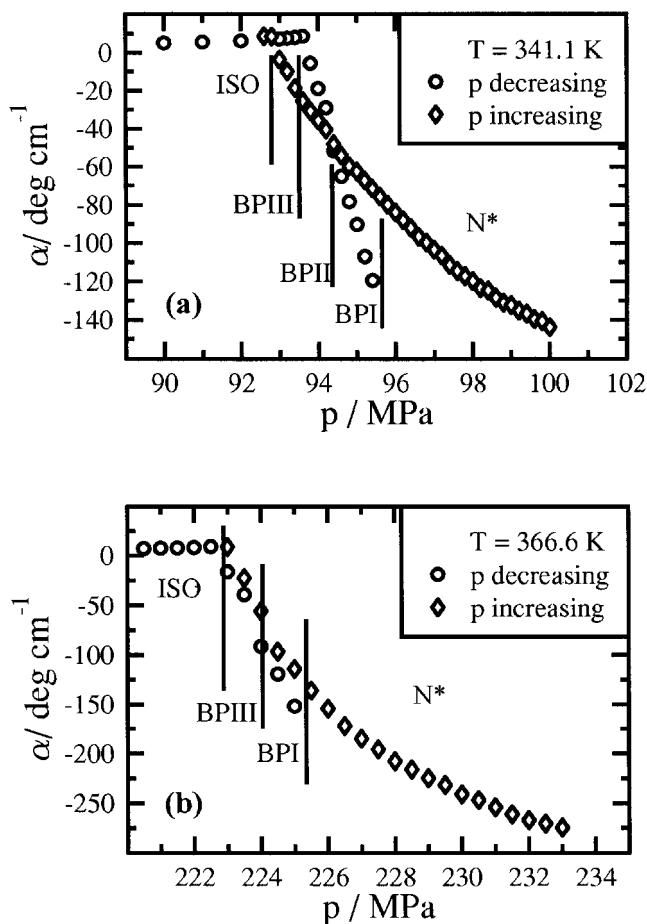 0
-20
-40
-60
-80
-100
-120
-140
α/ deg cm⁻¹
T = 341.1 K
p decreasing
p increasing
ISO
BPIII
BPII
BPI
N*
(a)
90 92 94 96 98 100 102
p / MPa
0
-50
-100
-150
-200
-250
α/ deg cm⁻¹
T = 366.6 K
p decreasing
p increasing
ISO
BPIII
BPI
N*
(b)
222 224 226 228 230 232 234
p / MPa